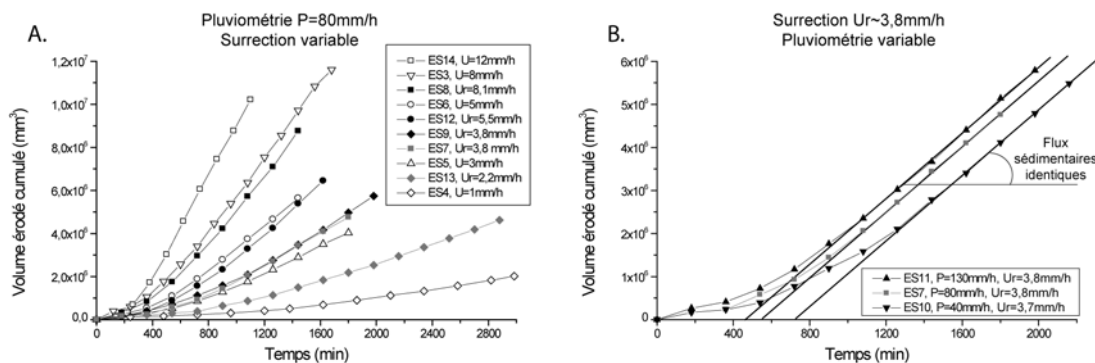 A.
Pluviométrie P=80mm/h
Surrection variable
Volume érodé cumulé (mm³)
1,2x10⁷
1,0x10⁷
8,0x10⁶
6,0x10⁶
4,0x10⁶
2,0x10⁶
0,0
0 400 800 1200 1600 2000 2400 2800
Temps (min)
ES14, U=12mm/h
ES3, U=8mm/h
ES8, Ur=8,1mm/h
ES6, U=5mm/h
ES12, Ur=5,5mm/h
ES9, Ur=3,8mm/h
ES7, Ur=3,8 mm/h
ES5, U=3mm/h
ES13, Ur=2,2mm/h
ES4, U=1mm/h
B.
Surrection Ur~3,8mm/h
Pluviométrie variable
Volume érodé cumulé (mm³)
6x10⁶
5x10⁶
4x10⁶
3x10⁶
2x10⁶
1x10⁶
0
0 400 800 1200 1600 2000
Temps (min)
Flux
sédimentaires
identiques
ES11, P=130mm/h, Ur=3,8mm/h
ES7, P=80mm/h, Ur=3,8mm/h
ES10, P=40mm/h, Ur=3,7mm/h